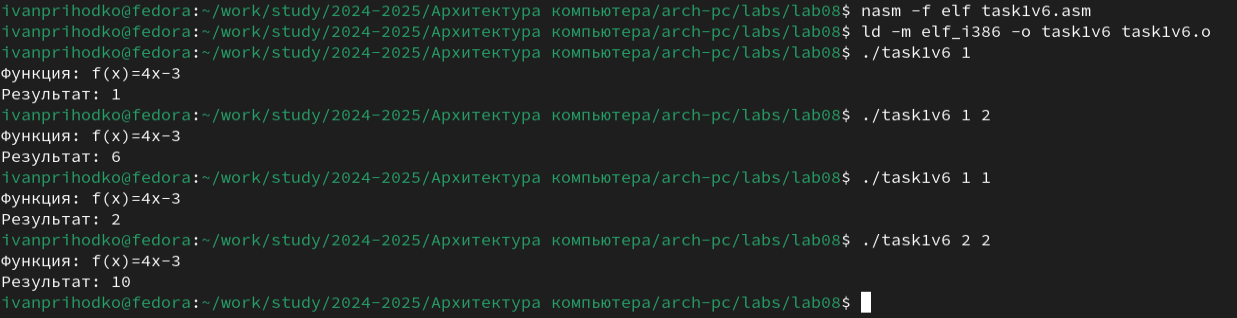 ivanprihodko@fedora:~/work/study/2024-2025/Архитектура компьютера/arch-pc/labs/lab08$ nasm -f elf task1v6.asm
ivanprihodko@fedora:~/work/study/2024-2025/Архитектура компьютера/arch-pc/labs/lab08$ ld -m elf_i386 -o task1v6 task1v6.o
ivanprihodko@fedora:~/work/study/2024-2025/Архитектура компьютера/arch-pc/labs/lab08$ ./task1v6 1
Функция: f(x)=4x-3
Результат: 1
ivanprihodko@fedora:~/work/study/2024-2025/Архитектура компьютера/arch-pc/labs/lab08$ ./task1v6 1 2
Функция: f(x)=4x-3
Результат: 6
ivanprihodko@fedora:~/work/study/2024-2025/Архитектура компьютера/arch-pc/labs/lab08$ ./task1v6 1 1
Функция: f(x)=4x-3
Результат: 2
ivanprihodko@fedora:~/work/study/2024-2025/Архитектура компьютера/arch-pc/labs/lab08$ ./task1v6 2 2
Функция: f(x)=4x-3
Результат: 10
ivanprihodko@fedora:~/work/study/2024-2025/Архитектура компьютера/arch-pc/labs/lab08$